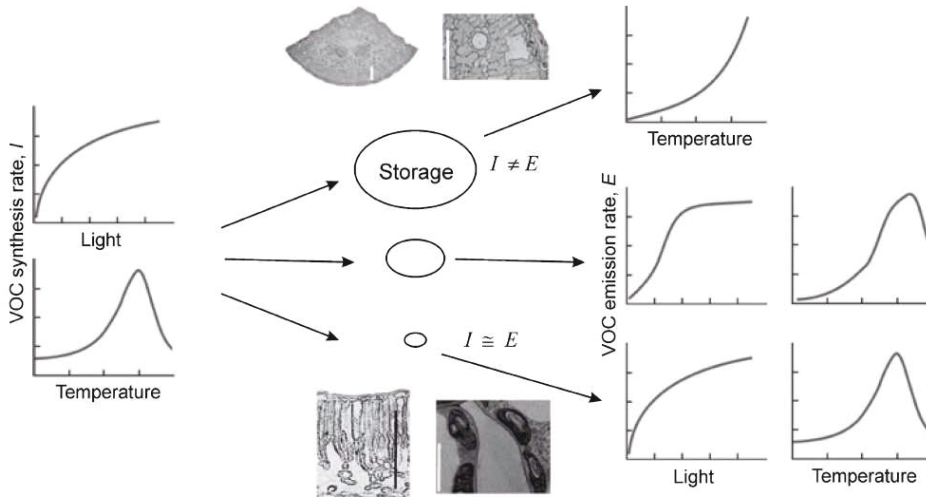 VOC synthesis rate, I
Light
Temperature
Storage
I ≠ E
I ≅ E
VOC emission rate, E
Temperature
Light
Temperature